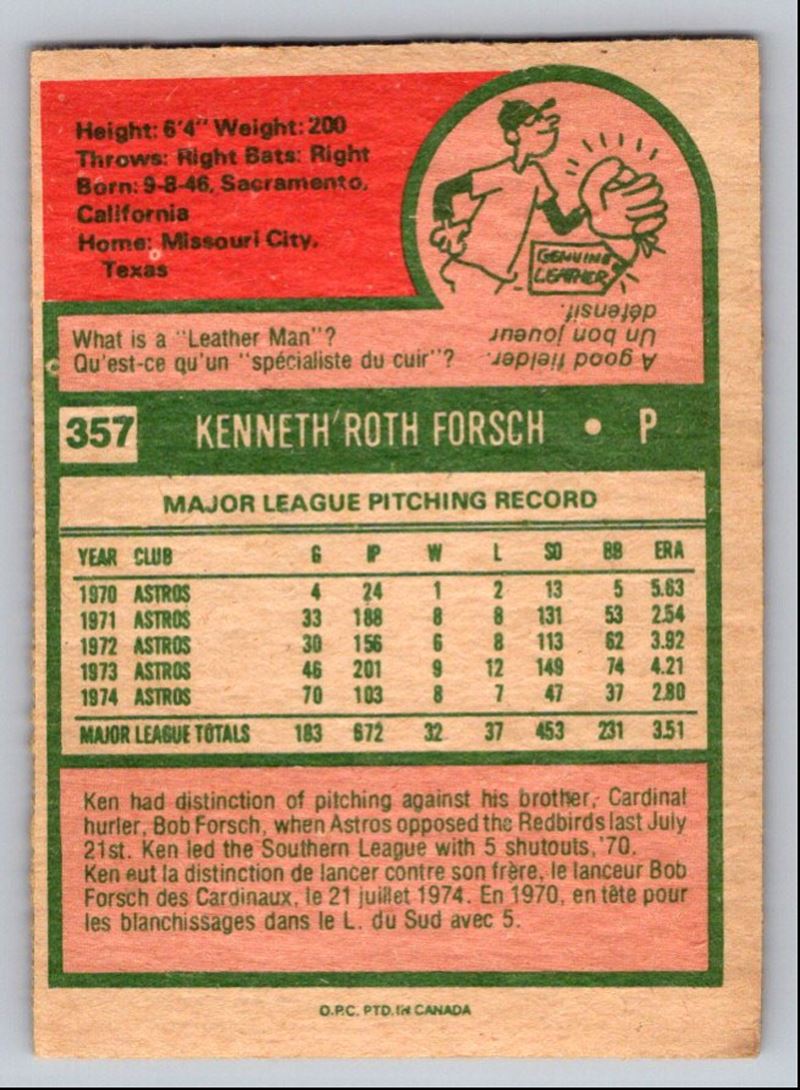 Height: 6'4" Weight: 200
Throws: Right Bats: Right
Born: 9-8-46, Sacramento,
California
Home: Missouri City,
Texas
GENUINE
LEATHER
What is a "Leather Man"?
Qu'est-ce qu'un "spécialiste du cuir"?
A good fielder.
Un bon joueur
défensif.
357 KENNETH ROTH FORSCH • P
MAJOR LEAGUE PITCHING RECORD
YEAR CLUB G IP W L SO BB ERA
1970 ASTROS 4 24 1 2 13 5 5.63
1971 ASTROS 33 188 8 8 131 53 2.54
1972 ASTROS 30 156 6 8 113 62 3.92
1973 ASTROS 46 201 9 12 149 74 4.21
1974 ASTROS 70 103 8 7 47 37 2.80
MAJOR LEAGUE TOTALS 183 672 32 37 453 231 3.51
Ken had distinction of pitching against his brother, Cardinal
hurler, Bob Forsch, when Astros opposed the Redbirds last July
21st. Ken led the Southern League with 5 shutouts, '70.
Ken eut la distinction de lancer contre son frère, le lanceur Bob
Forsch des Cardinaux, le 21 juillet 1974. En 1970, en tête pour
les blanchissages dans le L. du Sud avec 5.
O.P.C. PTD. IN CANADA